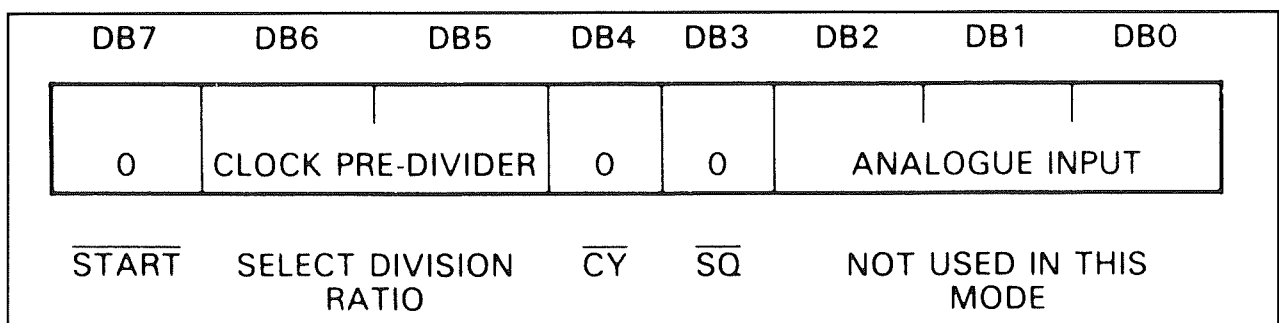 DB7 DB6 DB5 DB4 DB3 DB2 DB1 DB0
0 CLOCK PRE-DIVIDER 0 0 ANALOGUE INPUT
START SELECT DIVISION CY SQ NOT USED IN THIS
RATIO MODE